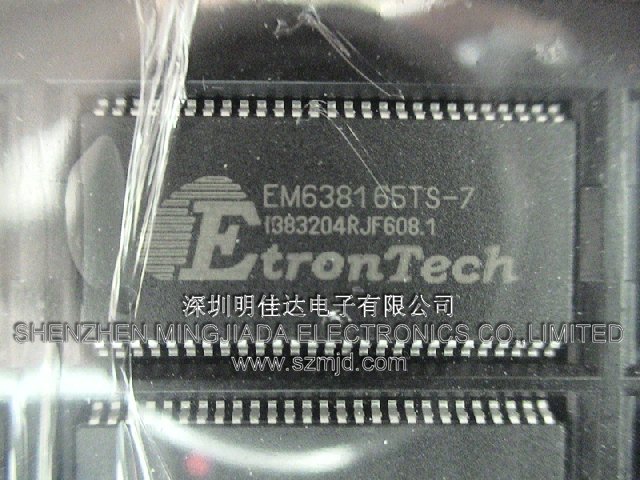 EM638165TS-7
I383204RJF608.1
EtronTech
深圳明佳达电子有限公司
SHENZHEN MINGJIADA ELECTRONICS CO.,LIMITED
www.szmjd.com